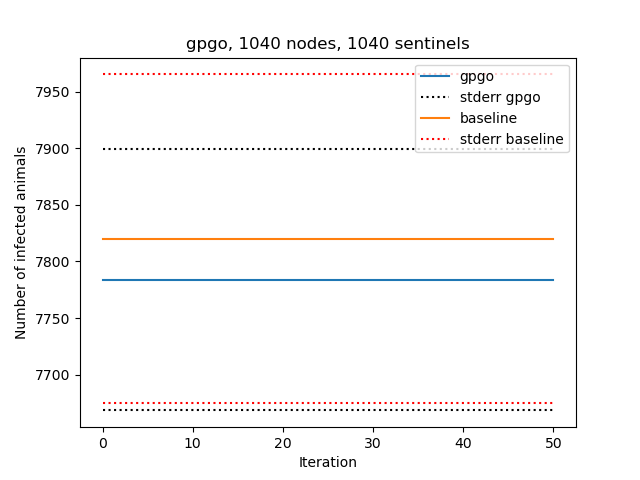 gpgo, 1040 nodes, 1040 sentinels
gpgo
stderr gpgo
baseline
stderr baseline
Number of infected animals
7950
7900
7850
7800
7750
7700
0 10 20 30 40 50
Iteration